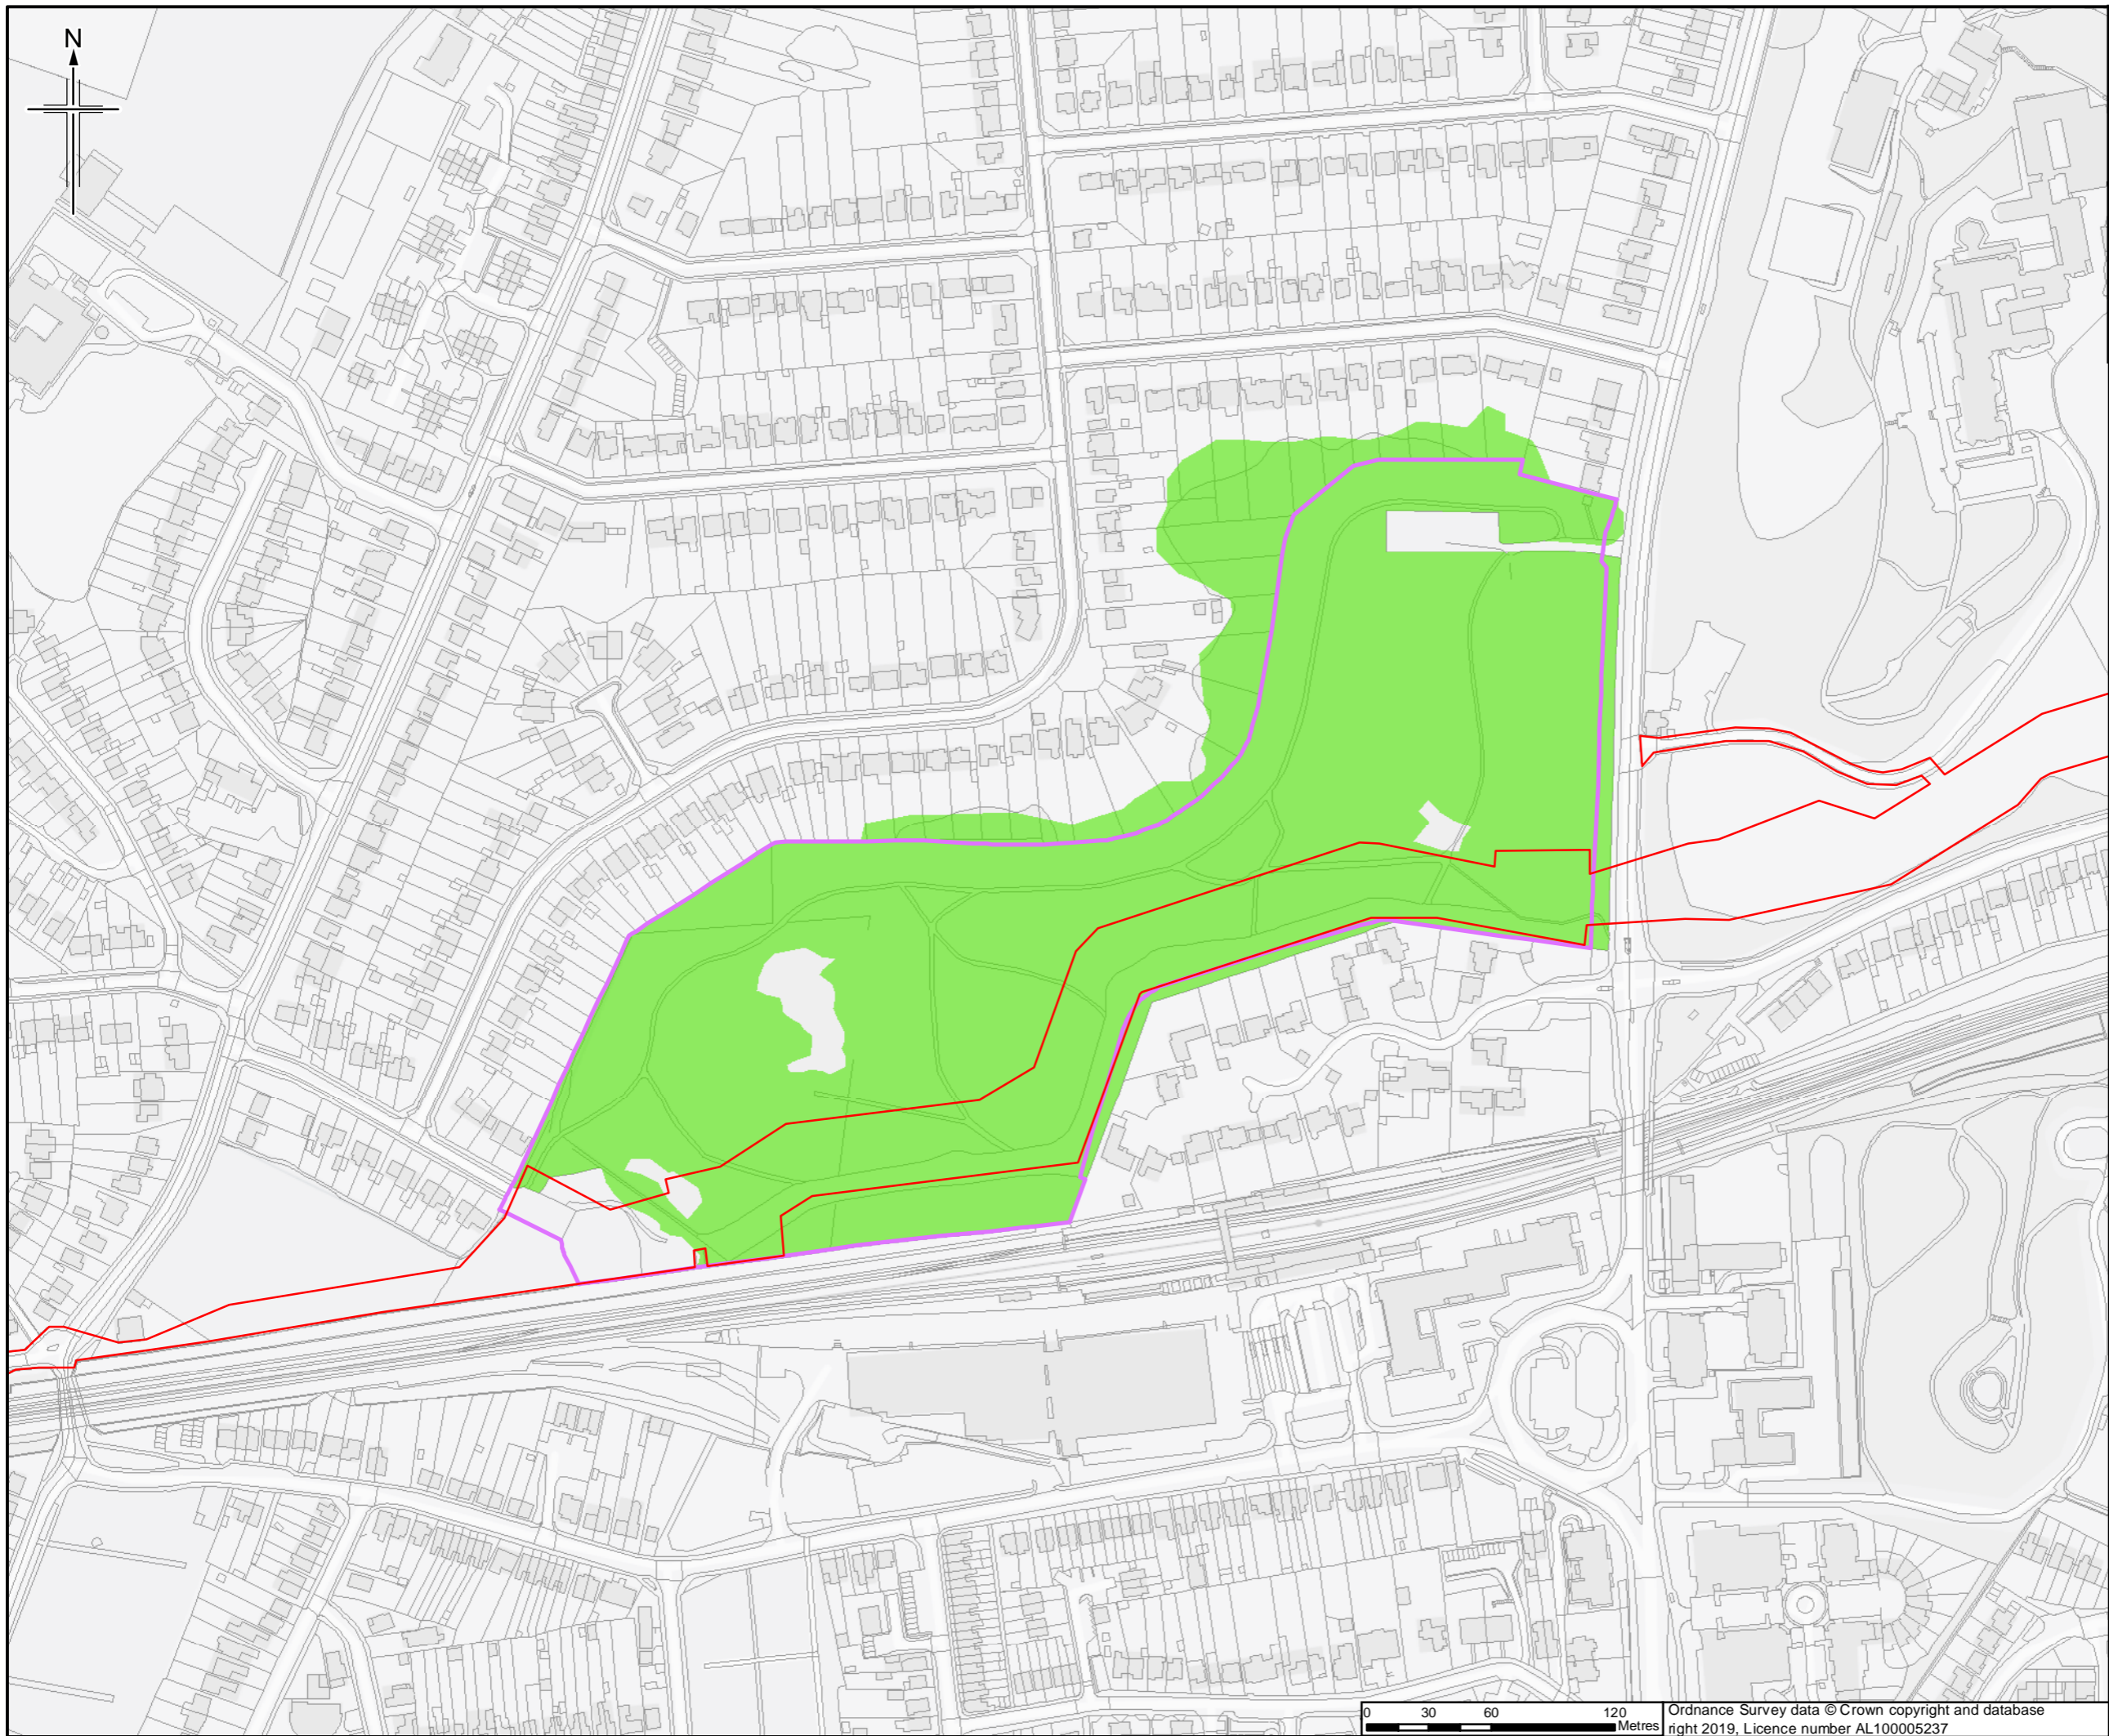 N
0 30 60 120
Metres
Ordnance Survey data © Crown copyright and database
right 2019, Licence number AL100005237